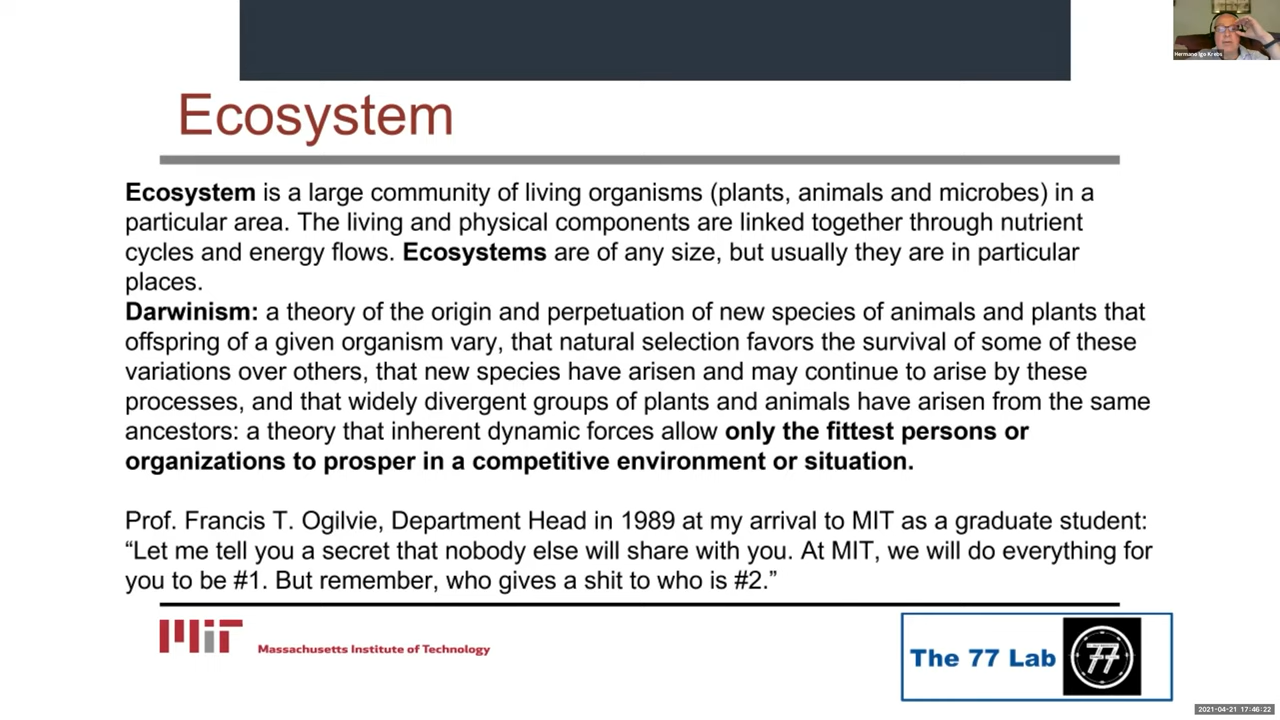 Hermano Igo Krebs
Ecosystem
Ecosystem is a large community of living organisms (plants, animals and microbes) in a
particular area. The living and physical components are linked together through nutrient
cycles and energy flows. Ecosystems are of any size, but usually they are in particular
places.
Darwinism: a theory of the origin and perpetuation of new species of animals and plants that
offspring of a given organism vary, that natural selection favors the survival of some of these
variations over others, that new species have arisen and may continue to arise by these
processes, and that widely divergent groups of plants and animals have arisen from the same
ancestors: a theory that inherent dynamic forces allow only the fittest persons or
organizations to prosper in a competitive environment or situation.
Prof. Francis T. Ogilvie, Department Head in 1989 at my arrival to MIT as a graduate student:
“Let me tell you a secret that nobody else will share with you. At MIT, we will do everything for
you to be #1. But remember, who gives a shit to who is #2.”
MIT Massachusetts Institute of Technology
The 77 Lab 77
2021-04-21 17:46:22